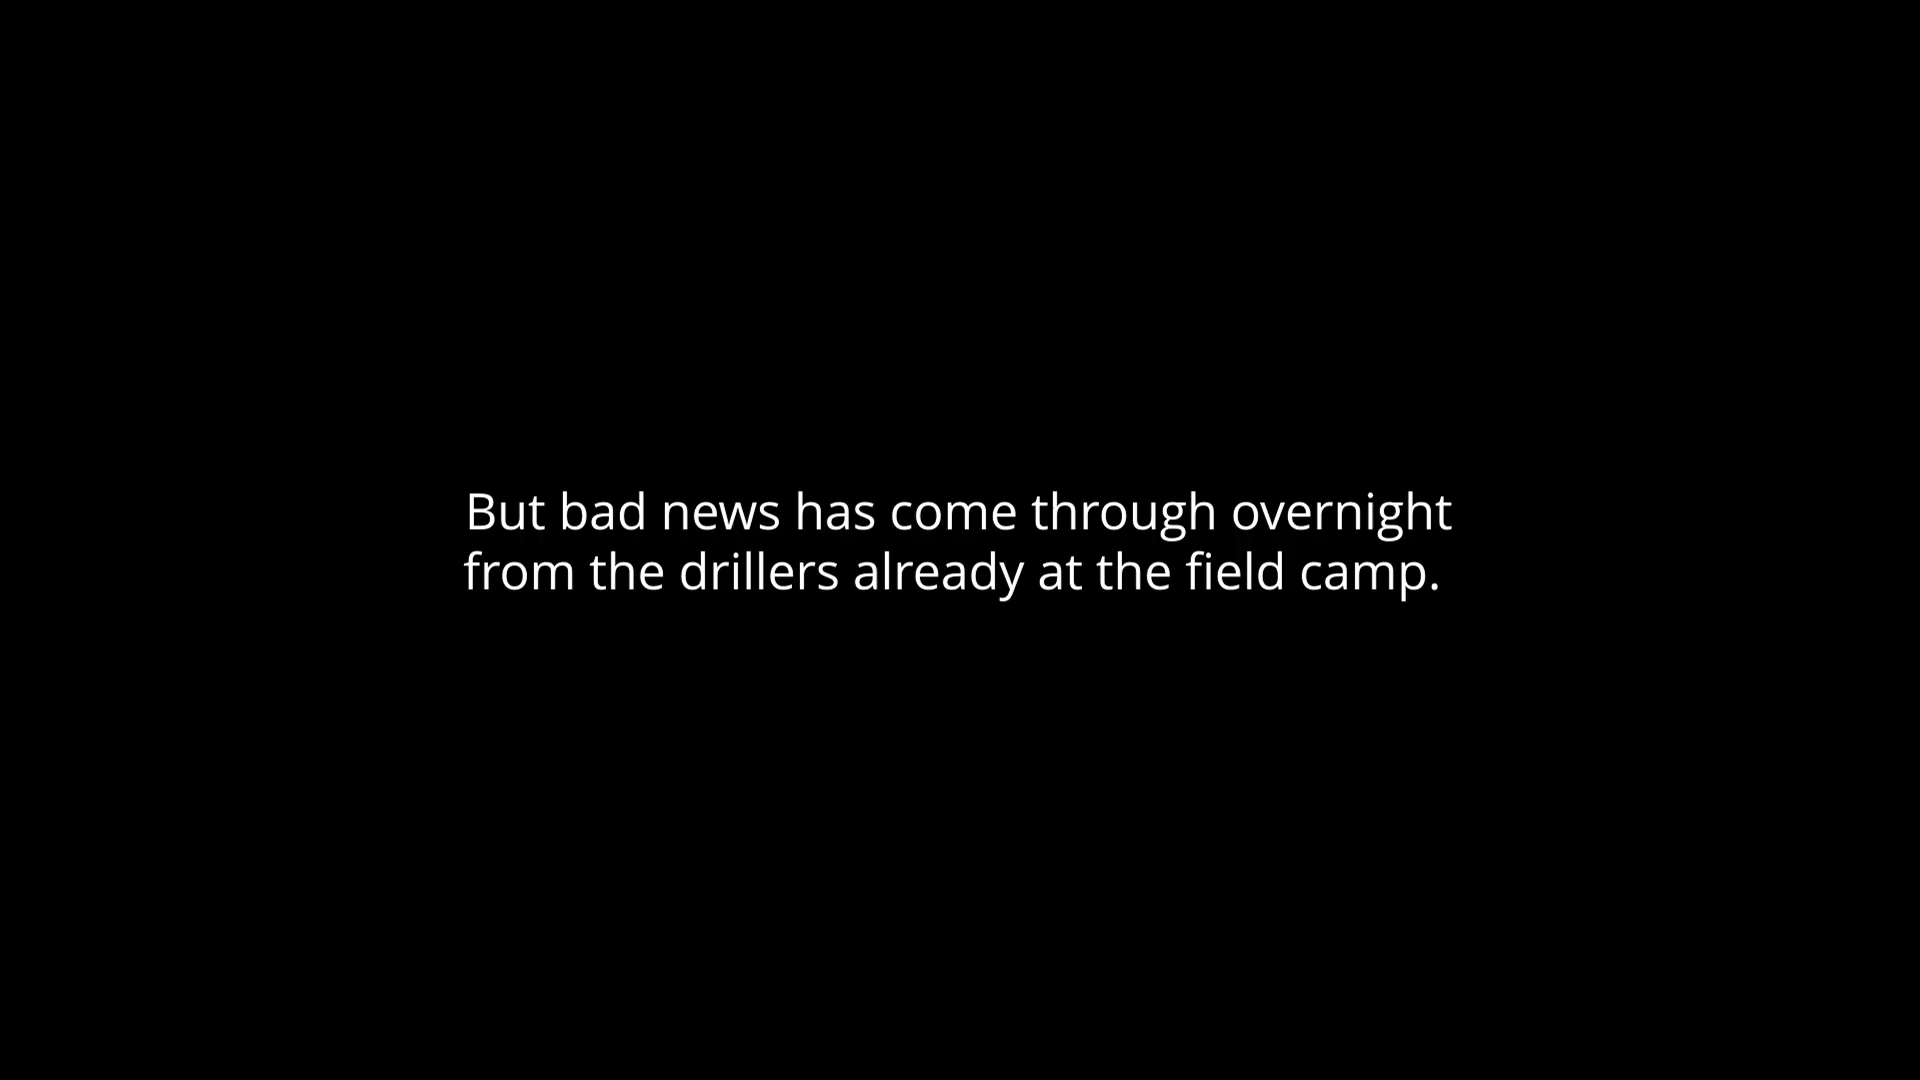 But bad news has come through overnight
from the drillers already at the field camp.